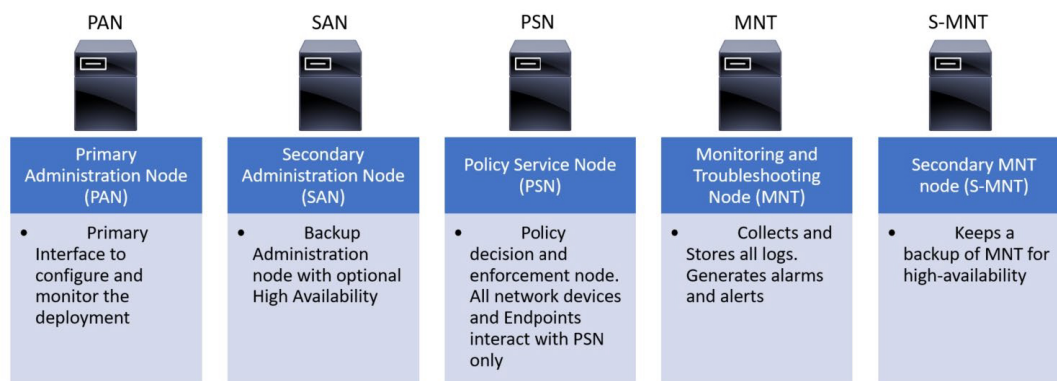 PAN
SAN
PSN
MNT
S-MNT
Primary
Administration Node
(PAN)
Secondary
Administration Node
(SAN)
Policy Service Node
(PSN)
Monitoring and
Troubleshooting
Node (MNT)
Secondary MNT
node (S-MNT)
• Primary
Interface to
configure and
monitor the
deployment
• Backup
Administration
node with optional
High Availability
• Policy
decision and
enforcement node.
All network devices
and Endpoints
interact with PSN
only
• Collects and
Stores all logs.
Generates alarms
and alerts
• Keeps a
backup of MNT for
high-availability